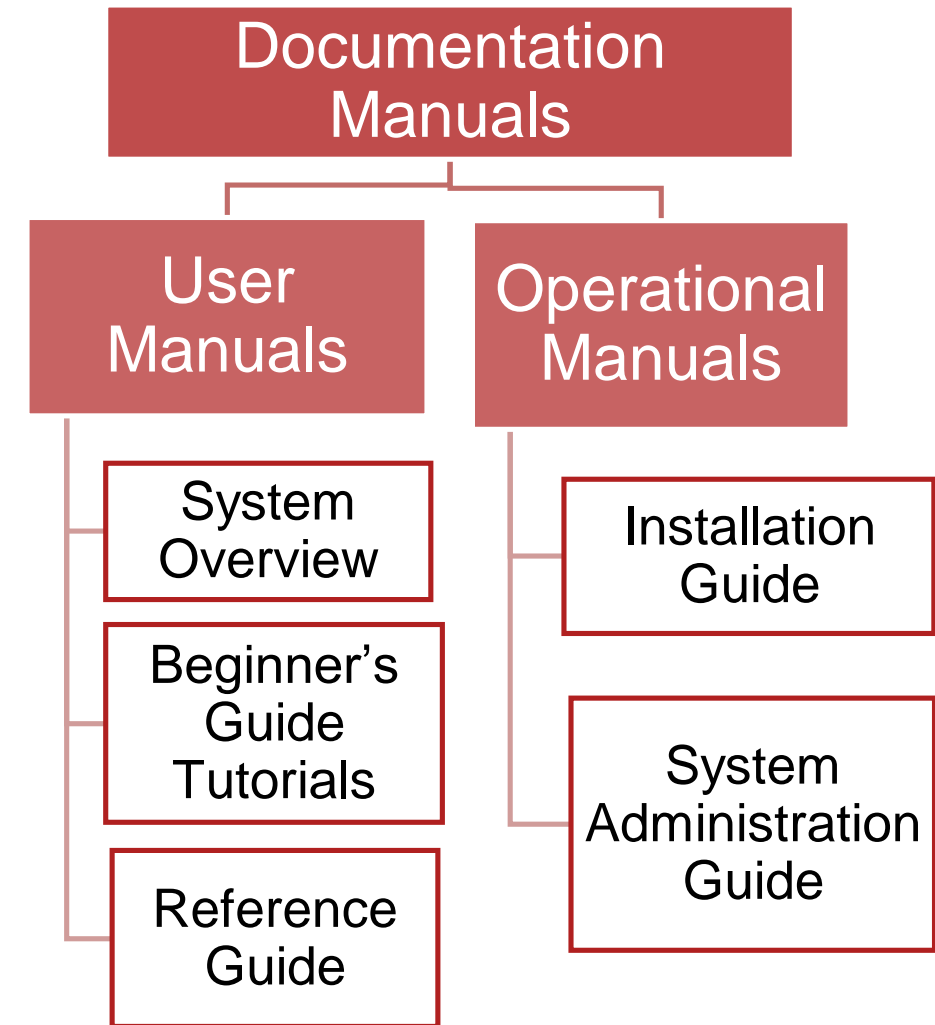 Documentation
Manuals
User
Manuals
System
Overview
Beginner’s
Guide
Tutorials
Reference
Guide
Operational
Manuals
Installation
Guide
System
Administration
Guide